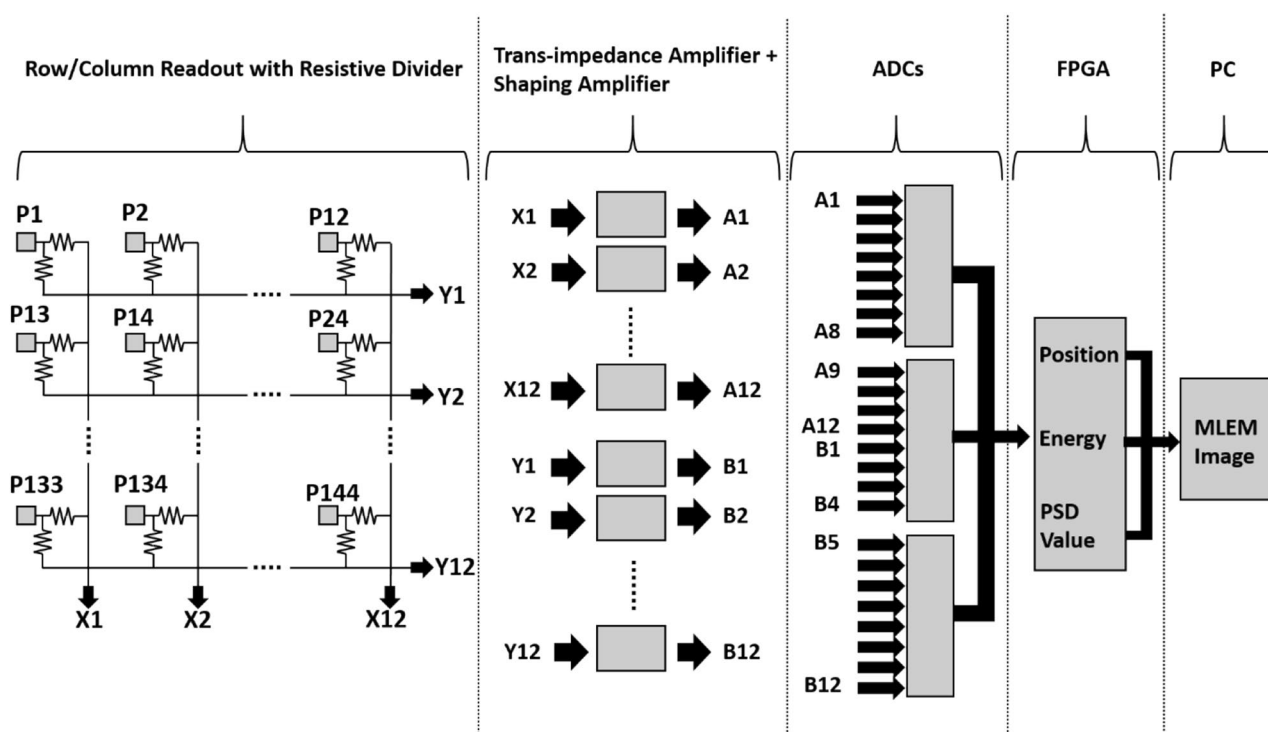 Row/Column Readout with Resistive Divider
Trans-impedance Amplifier +
Shaping Amplifier
ADCs
FPGA
PC
P1
P2
P12
Y1
P13
P14
P24
Y2
P133
P134
P144
Y12
X1
X2
X12
X1
A1
X2
A2
X12
A12
Y1
B1
Y2
B2
Y12
B12
A1
A8
A9
A12
B1
B4
B5
B12
Position
Energy
PSD
Value
MLEM
Image